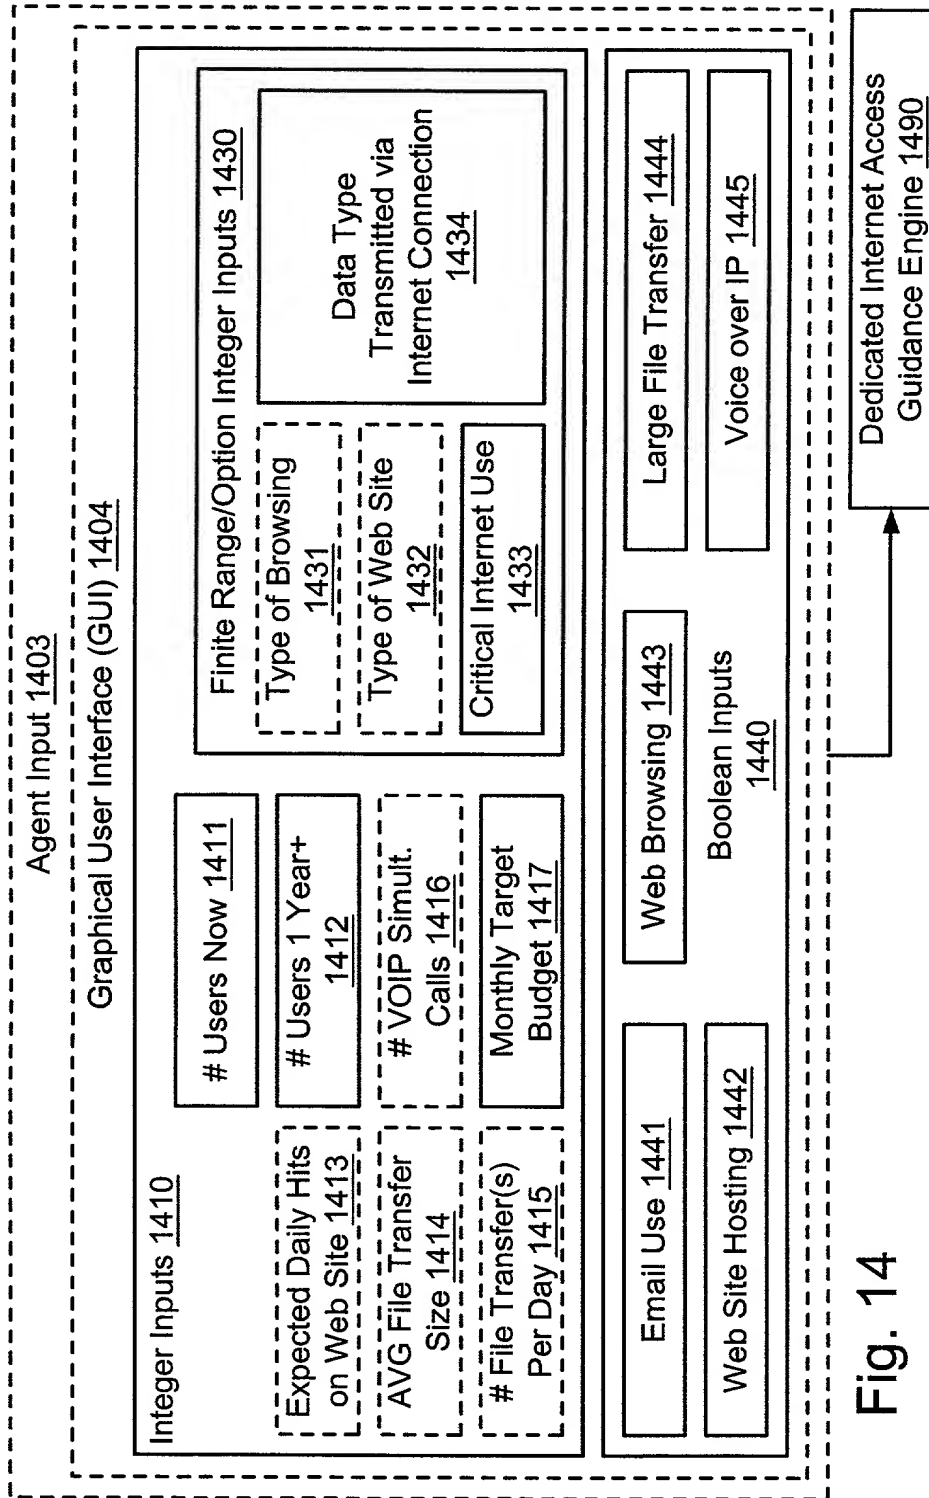 Agent Input 1403
Graphical User Interface (GUI) 1404
Integer Inputs 1410
# Users Now 1411
Expected Daily Hits
on Web Site 1413
# Users 1 Year+
1412
AVG File Transfer
Size 1414
# VOIP Simult.
Calls 1416
# File Transfer(s)
Per Day 1415
Monthly Target
Budget 1417
Finite Range/Option Integer Inputs 1430
Type of Browsing
1431
Type of Web Site
1432
Critical Internet Use
1433
Data Type
Transmitted via
Internet Connection
1434
Email Use 1441
Web Site Hosting 1442
Web Browsing 1443
Boolean Inputs
1440
Large File Transfer 1444
Voice over IP 1445
Dedicated Internet Access
Guidance Engine 1490
Fig. 14